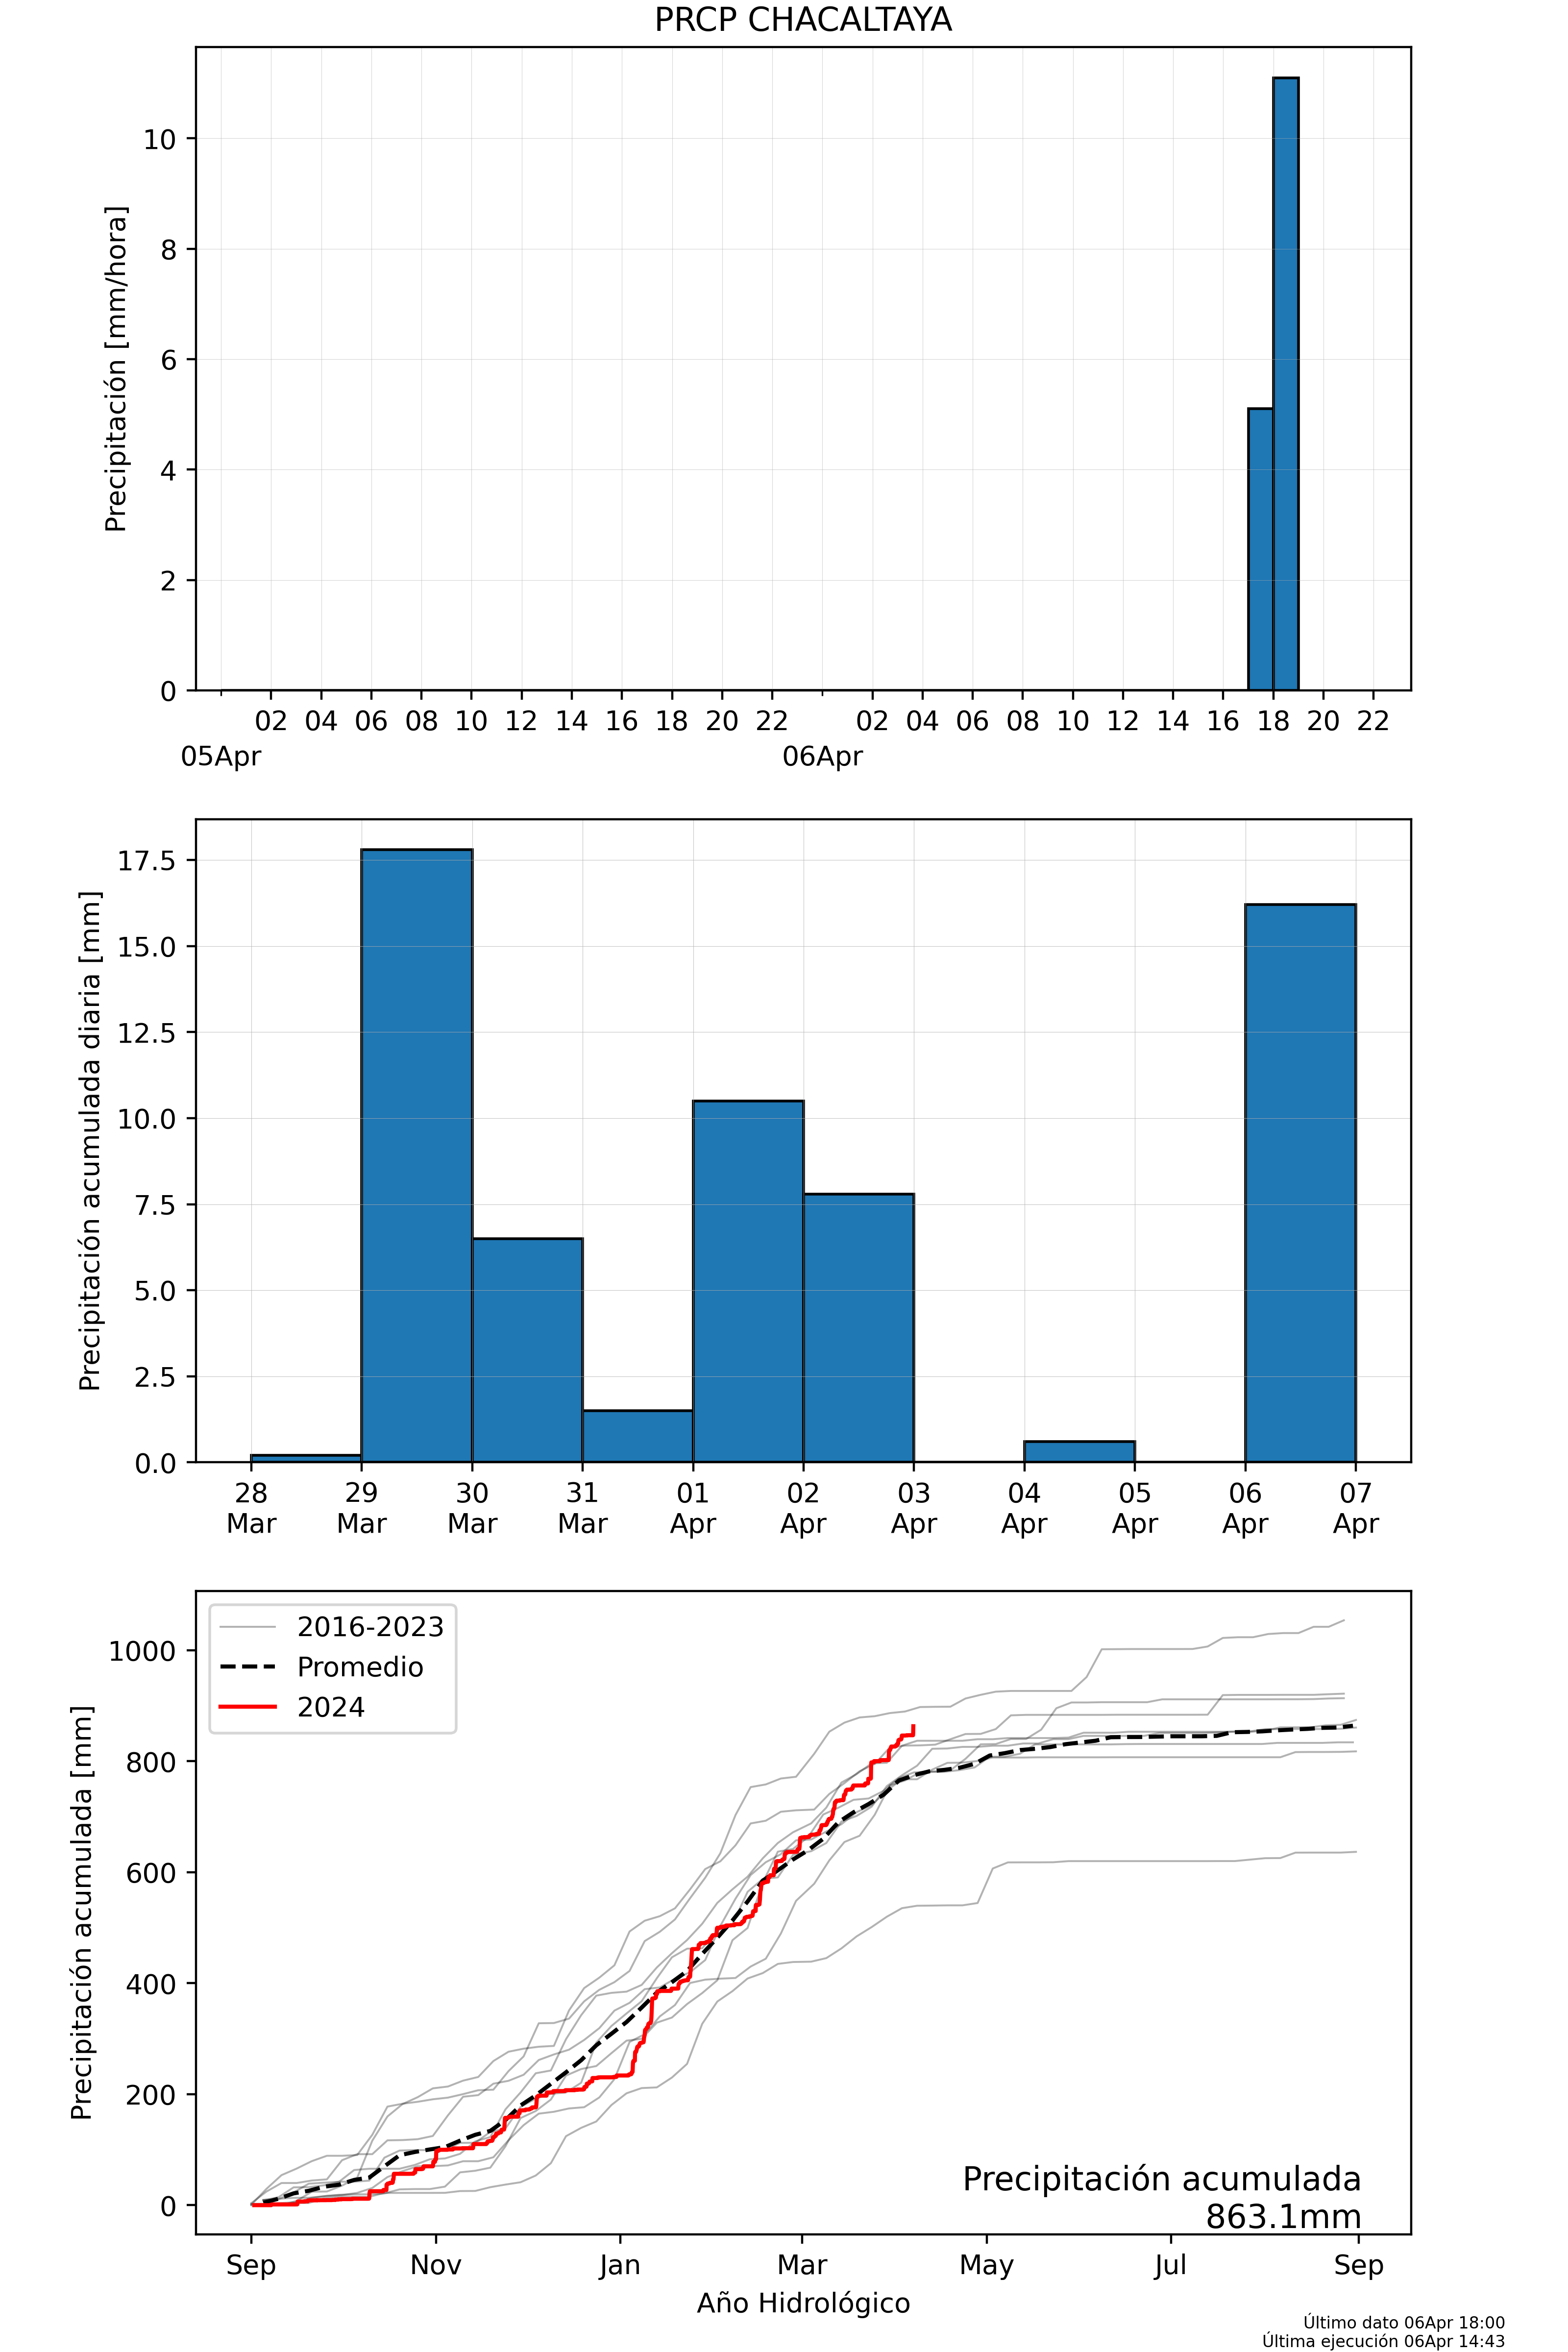 PRCP CHACALTAYA
Precipitación [mm/hora]
10
8
6
4
2
0
02 04 06 08 10 12 14 16 18 20 22 02 04 06 08 10 12 14 16 18 20 22
05Apr 06Apr
Precipitación acumulada diaria [mm]
17.5
15.0
12.5
10.0
7.5
5.0
2.5
0.0
28 29 30 31 01 02 03 04 05 06 07
Mar Mar Mar Mar Apr Apr Apr Apr Apr Apr Apr
Precipitación acumulada [mm]
1000
800
600
400
200
0
2016-2023
Promedio
2024
Precipitación acumulada
863.1mm
Sep Nov Jan Mar May Jul Sep
Año Hidrológico
Último dato 06Apr 18:00
Última ejecución 06Apr 14:43